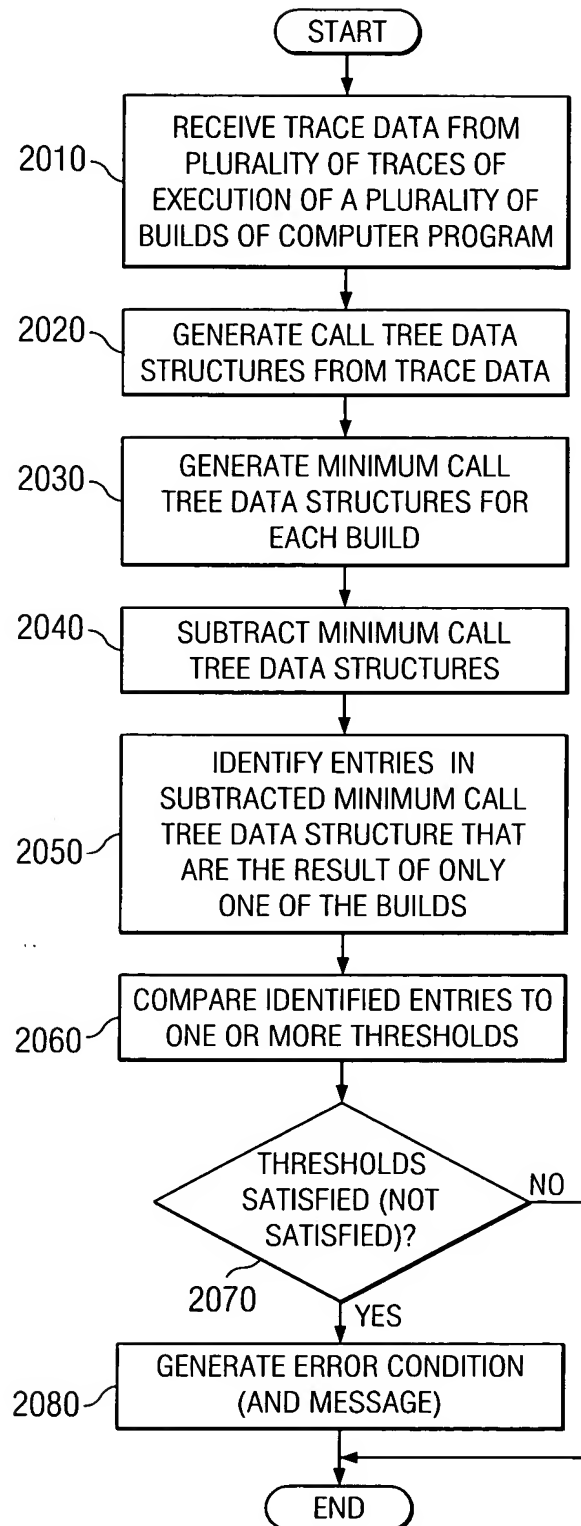 START
2010
RECEIVE TRACE DATA FROM
PLURALITY OF TRACES OF
EXECUTION OF A PLURALITY OF
BUILDS OF COMPUTER PROGRAM
2020
GENERATE CALL TREE DATA
STRUCTURES FROM TRACE DATA
2030
GENERATE MINIMUM CALL
TREE DATA STRUCTURES FOR
EACH BUILD
2040
SUBTRACT MINIMUM CALL
TREE DATA STRUCTURES
2050
IDENTIFY ENTRIES IN
SUBTRACTED MINIMUM CALL
TREE DATA STRUCTURE THAT
ARE THE RESULT OF ONLY
ONE OF THE BUILDS
2060
COMPARE IDENTIFIED ENTRIES TO
ONE OR MORE THRESHOLDS
THRESHOLDS
SATISFIED (NOT
SATISFIED)?
NO
2070
YES
2080
GENERATE ERROR CONDITION
(AND MESSAGE)
END